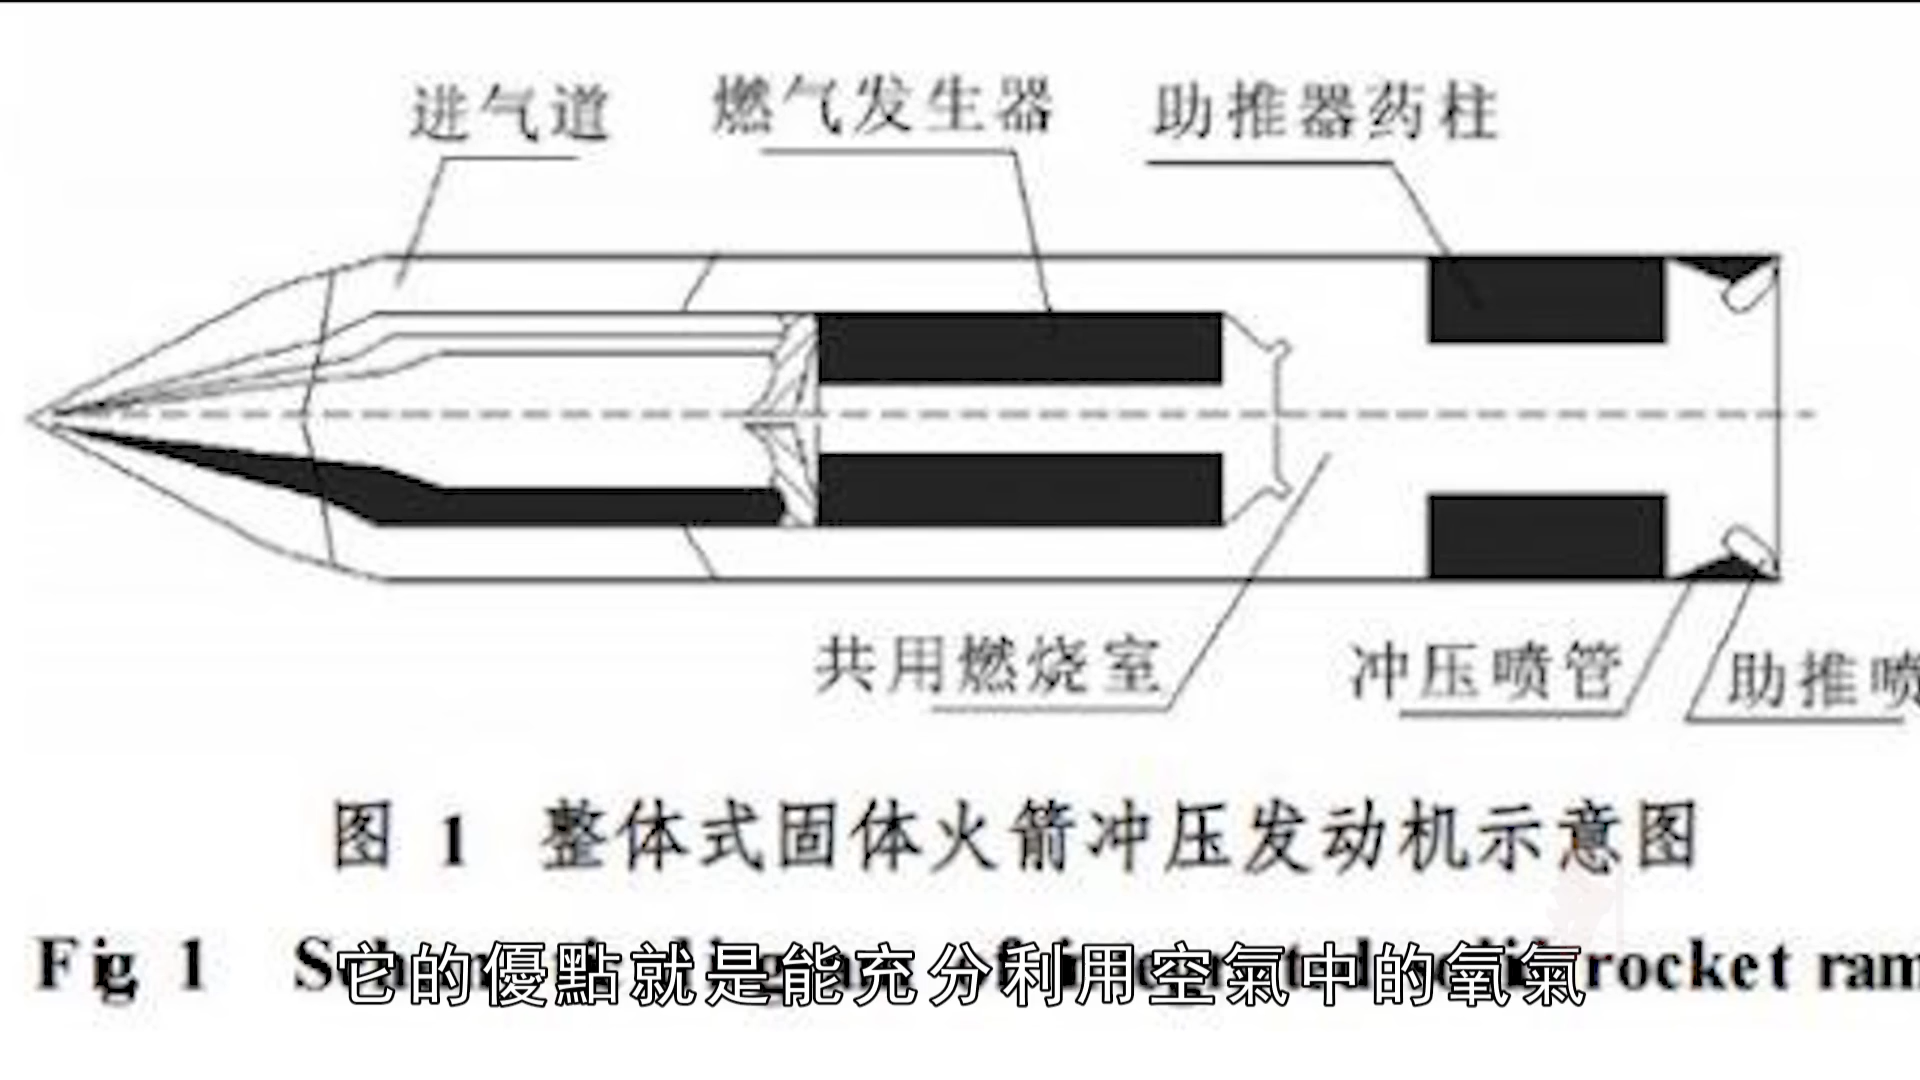 进气道
燃气发生器
助推器药柱
共用燃烧室
冲压喷管
助推喷
图 1 整体式固体火箭冲压发动机示意图
Fig 1 rocket ram
它的優點就是能充分利用空氣中的氧氣